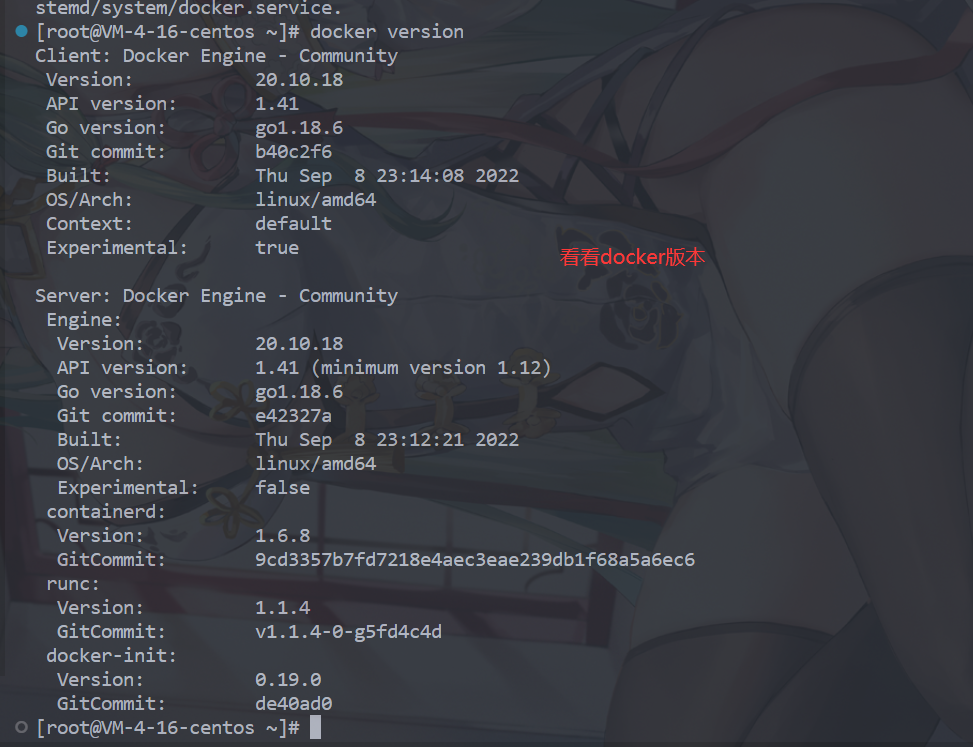 stemd/system/docker.service.
[root@VM-4-16-centos ~]# docker version
Client: Docker Engine - Community
Version: 20.10.18
API version: 1.41
Go version: go1.18.6
Git commit: b40c2f6
Built: Thu Sep  8 23:14:08 2022
OS/Arch: linux/amd64
Context: default
Experimental: true
看看docker版本
Server: Docker Engine - Community
Engine:
Version: 20.10.18
API version: 1.41 (minimum version 1.12)
Go version: go1.18.6
Git commit: e42327a
Built: Thu Sep  8 23:12:21 2022
OS/Arch: linux/amd64
Experimental: false
containerd:
Version: 1.6.8
GitCommit: 9cd3357b7fd7218e4aec3eae239db1f68a5a6ec6
runc:
Version: 1.1.4
GitCommit: v1.1.4-0-g5fd4c4d
docker-init:
Version: 0.19.0
GitCommit: de40ad0
[root@VM-4-16-centos ~]#